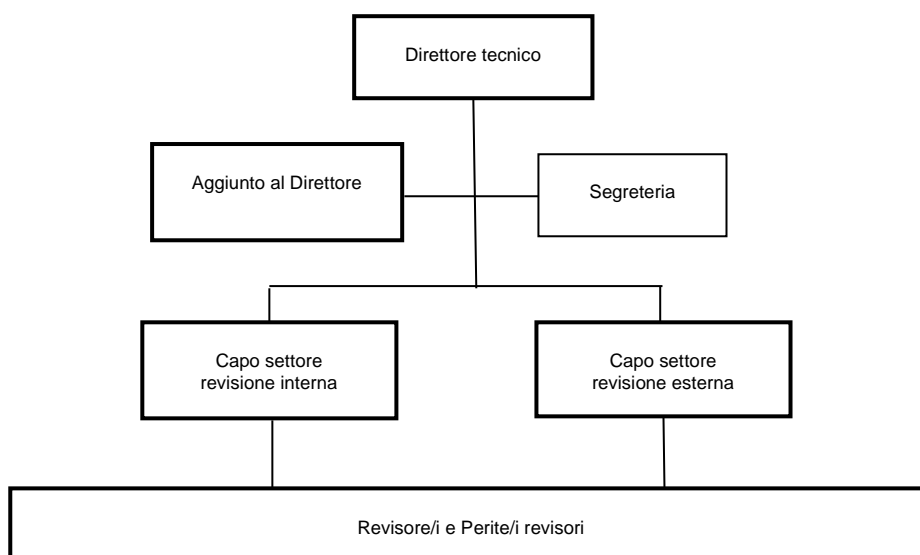 Direttore tecnico
Aggiunto al Direttore
Segreteria
Capo settore
revisione interna
Capo settore
revisione esterna
Revisore/i e Perite/i revisori